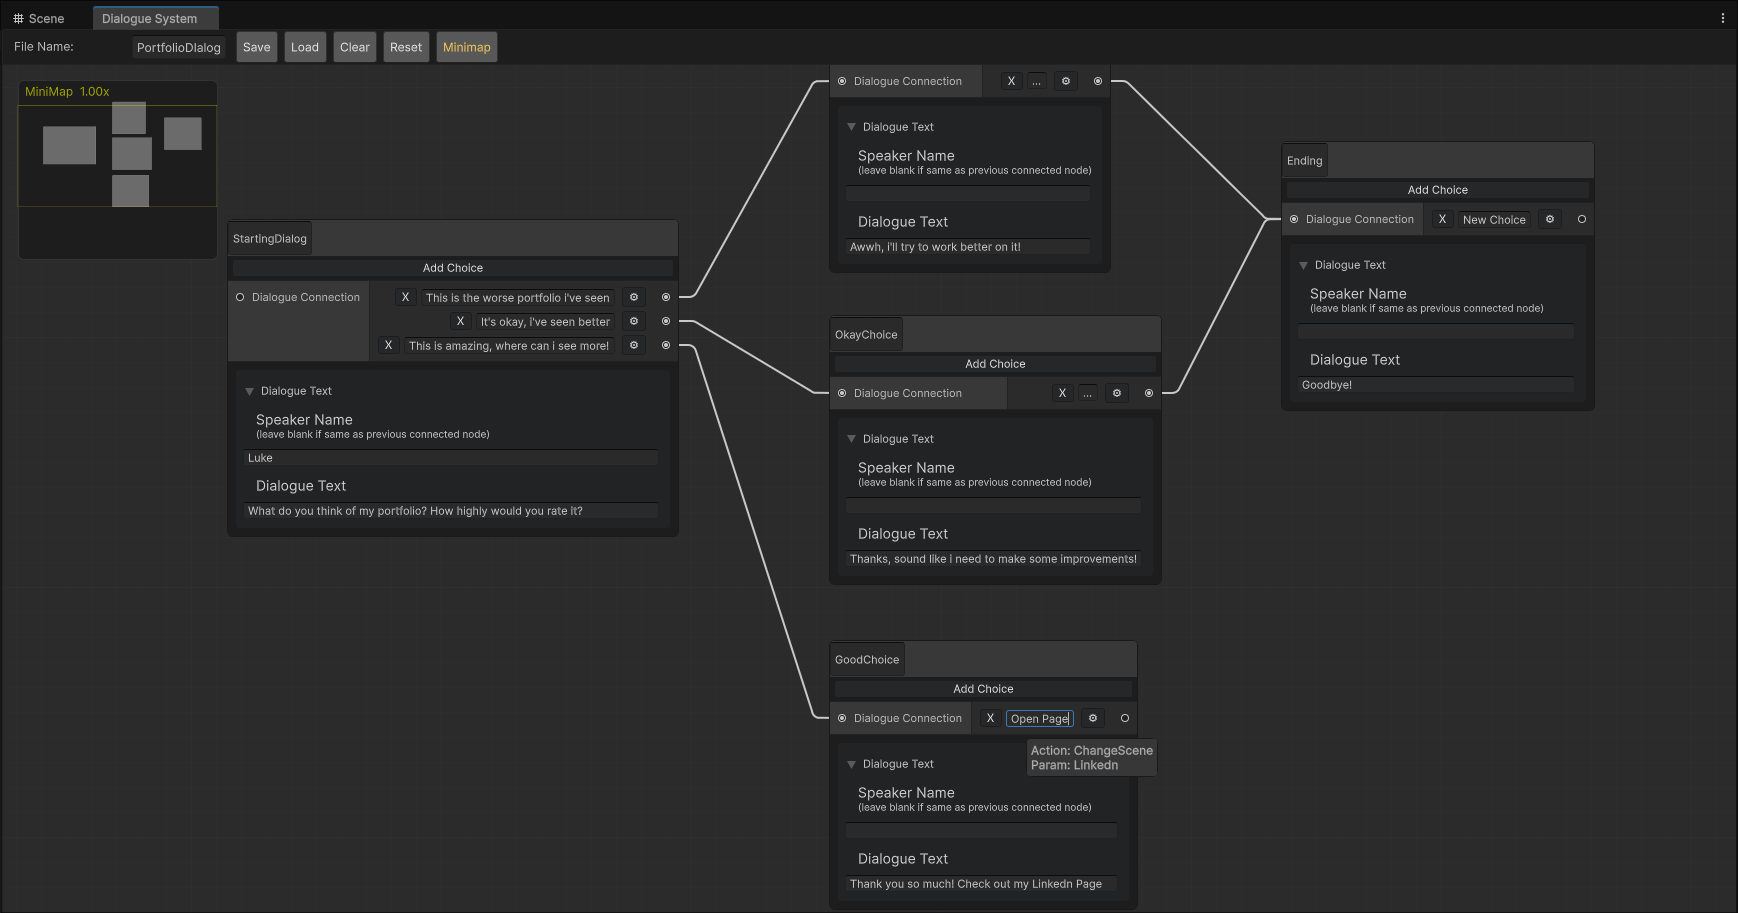 Scene
Dialogue System
File Name:
PortfolioDIalog
Save
Load
Clear
Reset
Minimap
MiniMap 1.00x
StartingDialog
Add Choice
Dialogue Connection
X
This is the worse portfolio i've seen
X
It's okay, i've seen better
X
This is amazing, where can i see more!
Dialogue Text
Speaker Name
(leave blank if same as previous connected node)
Luke
Dialogue Text
What do you think of my portfolio? How highly would you rate it?
Dialogue Connection
X
...
Dialogue Text
Speaker Name
(leave blank if same as previous connected node)
Dialogue Text
Awwh, i'll try to work better on it!
OkayChoice
Add Choice
Dialogue Connection
X
...
Dialogue Text
Speaker Name
(leave blank if same as previous connected node)
Dialogue Text
Thanks, sound like i need to make some improvements!
GoodChoice
Add Choice
Dialogue Connection
X
Open Page
Action: ChangeScene
Param: Linkedn
Dialogue Text
Speaker Name
(leave blank if same as previous connected node)
Dialogue Text
Thank you so much! Check out my Linkedn Page
Ending
Add Choice
Dialogue Connection
X
New Choice
Dialogue Text
Speaker Name
(leave blank if same as previous connected node)
Dialogue Text
Goodbye!